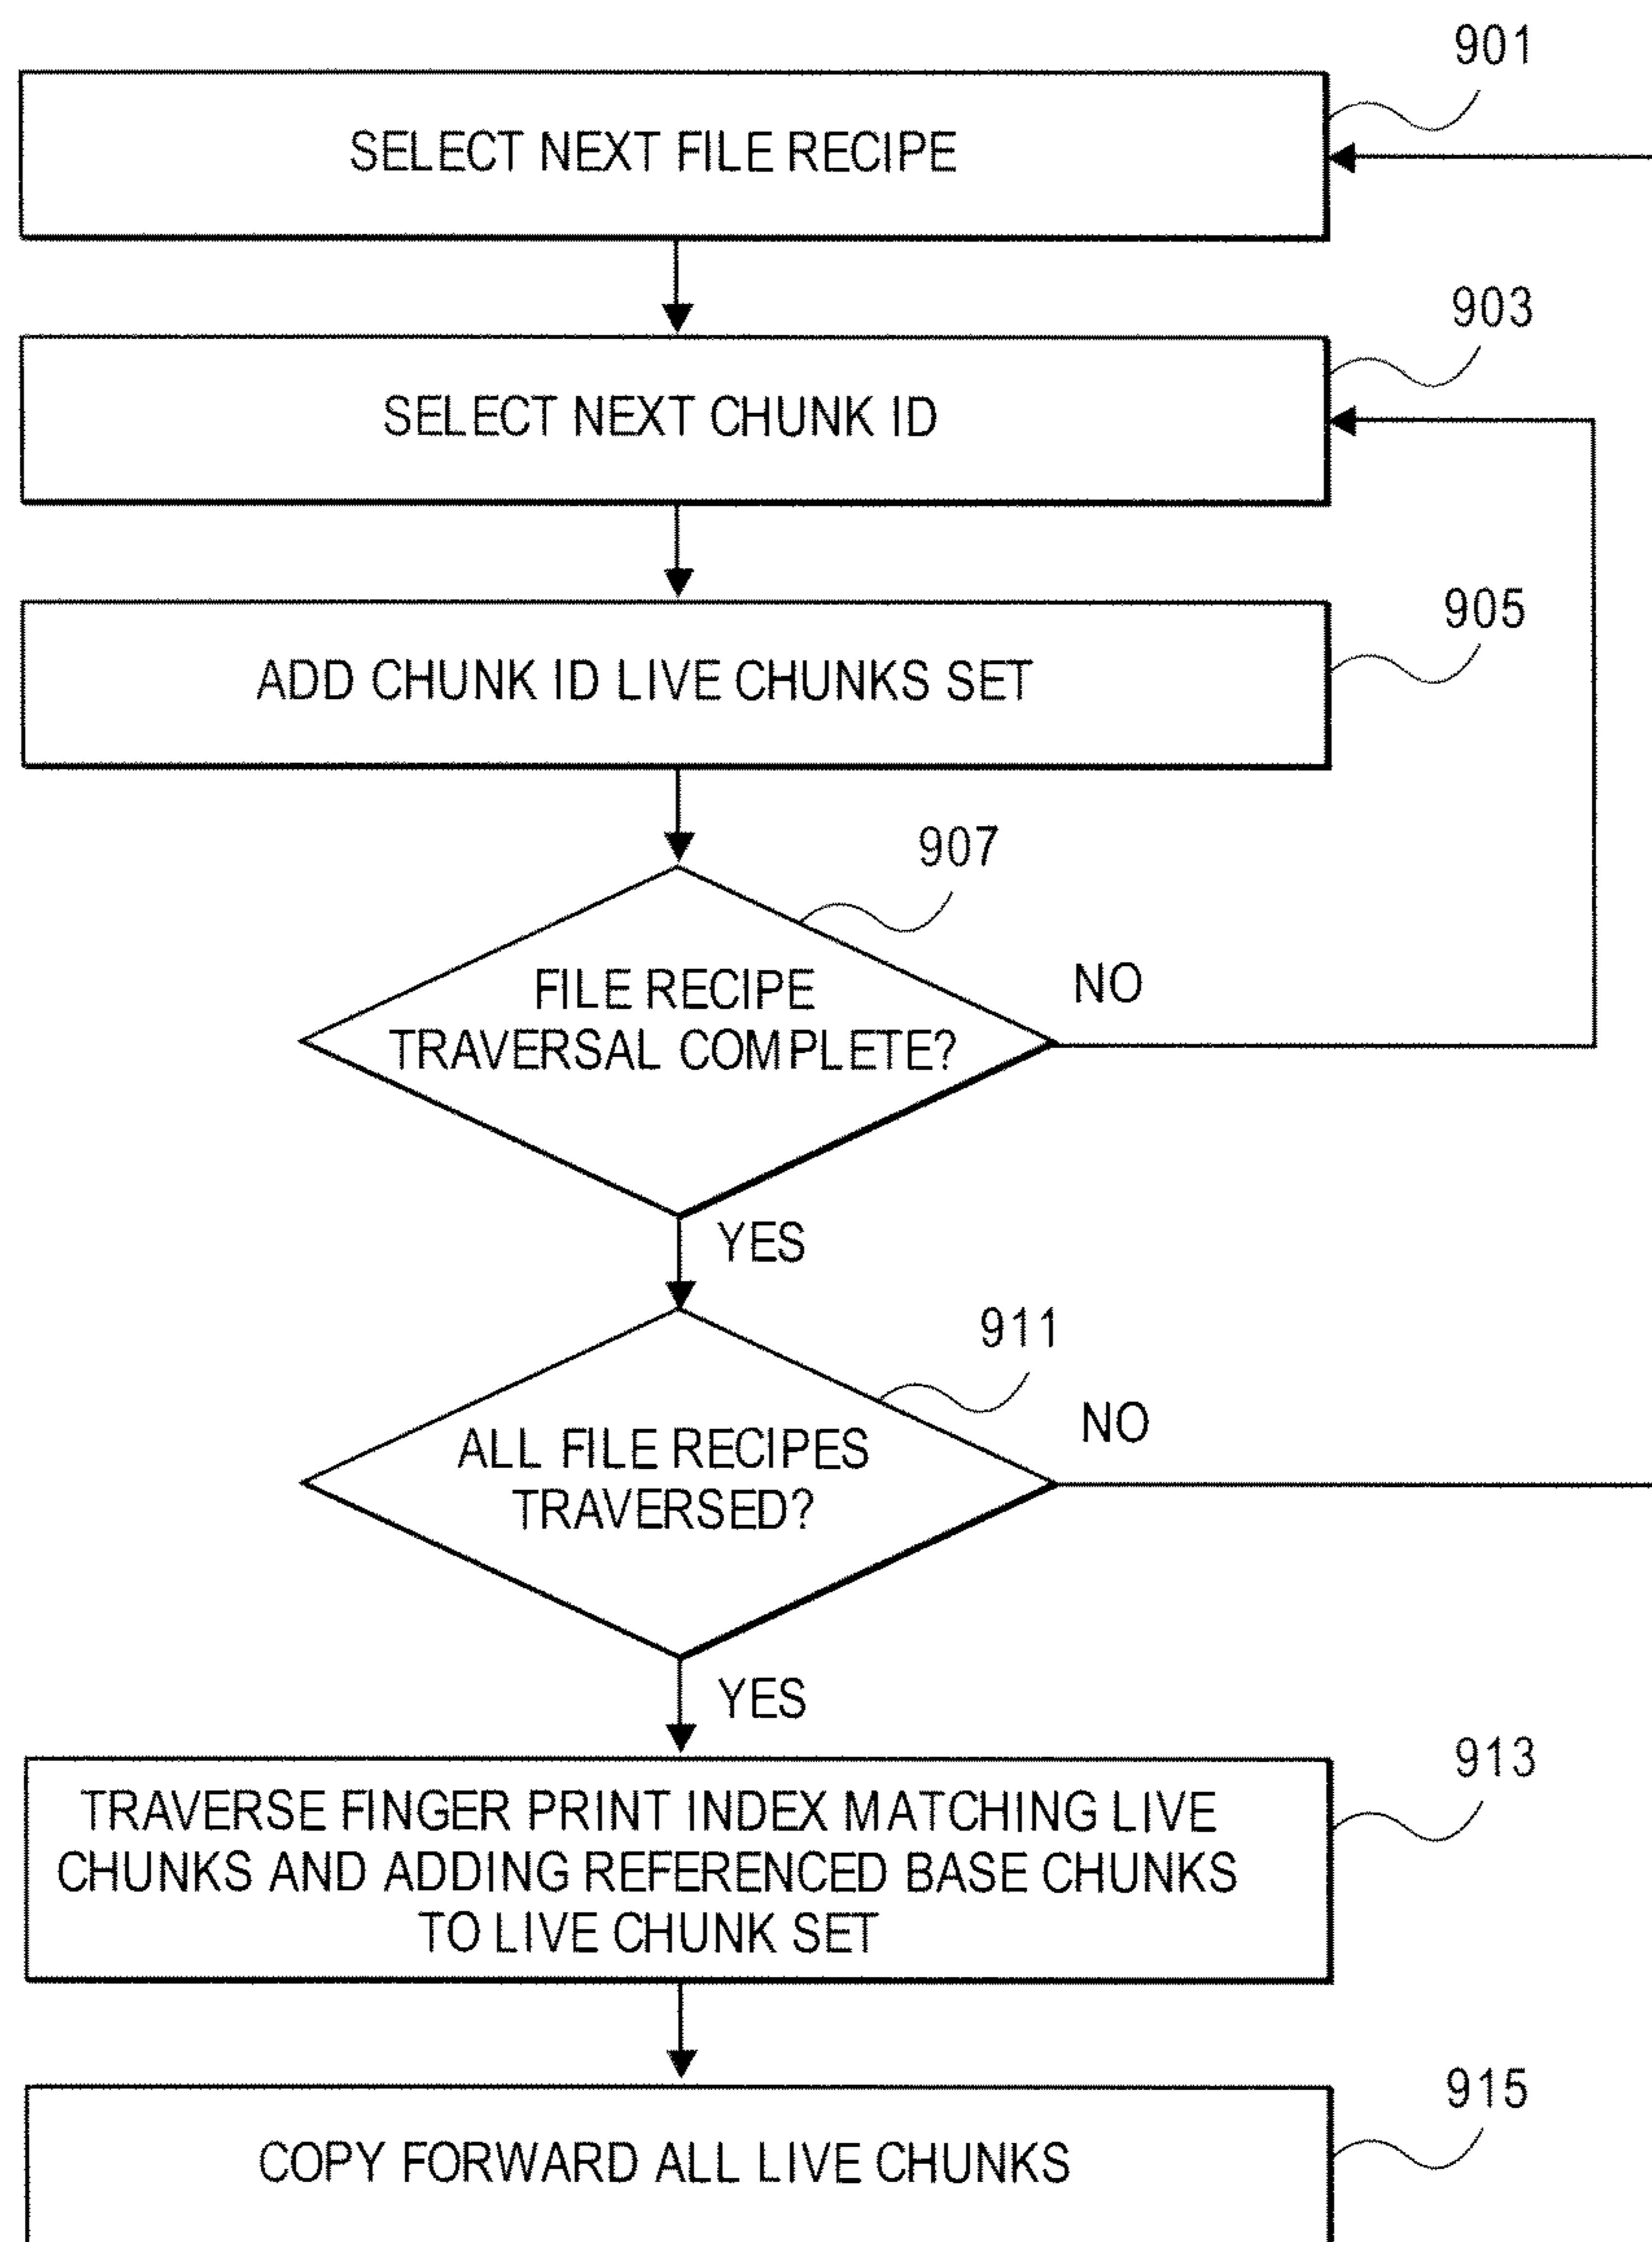 901
SELECT NEXT FILE RECIPE
903
SELECT NEXT CHUNK ID
905
ADD CHUNK ID LIVE CHUNKS SET
907
FILE RECIPE
TRAVERSAL COMPLETE?
NO
YES
911
ALL FILE RECIPES
TRAVERSED?
NO
YES
913
TRAVERSE FINGER PRINT INDEX MATCHING LIVE
CHUNKS AND ADDING REFERENCED BASE CHUNKS
TO LIVE CHUNK SET
915
COPY FORWARD ALL LIVE CHUNKS